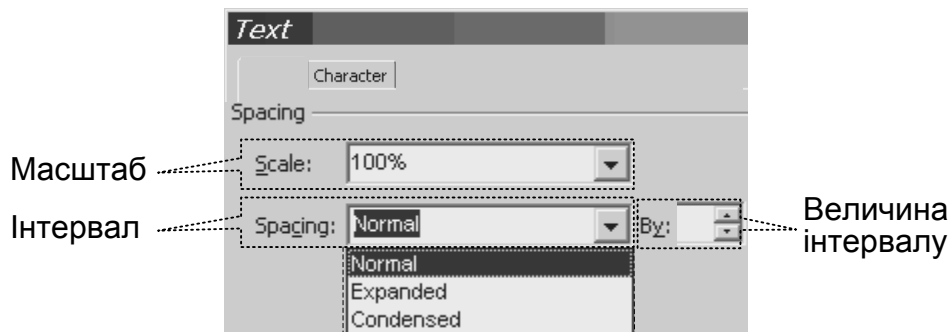 Text
Character
Spacing
Масштаб
Scale:
100%
Інтервал
Spacing:
Normal
By:
Величина
інтервалу
Normal
Expanded
Condensed